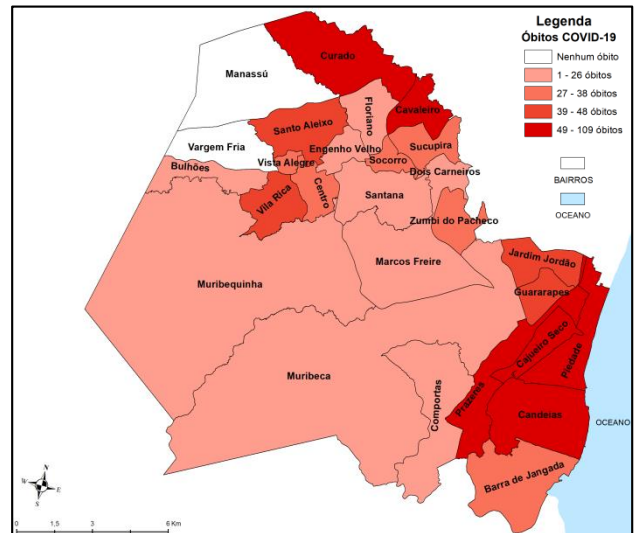 Legenda
Óbitos COVID-19
Nenhum óbito
1 - 26 óbitos
27 - 38 óbitos
39 - 48 óbitos
49 - 109 óbitos
BAIRROS
OCEANO
Curado
Manassú
Floriano
Cavaleiro
Santo Aleixo
Vargem Fria
Engenho Velho
Sucupira
Bulhões
Vista Alegre
Socorro
Dois Carneiros
Vila Rica
Centro
Santana
Zumbi do Pacheco
Marcos Freire
Jardim Jordão
Muribequinha
Guararapes
Cajueiro Seco
Piedade
Muribeca
Comportas
Prazeres
Candeias
OCEANO
Barra de Jangada
N
W
E
S
0 1,5 3 6 Km